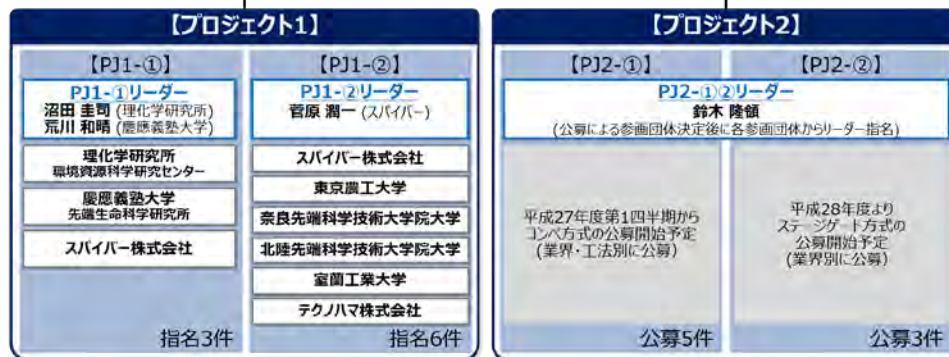 【プロジェクト1】
【PJ1-①】
PJ1-①リーダー
沼田 圭司 (理化学研究所)
荒川 和晴 (慶應義塾大学)
理化学研究所
環境資源科学研究センター
慶應義塾大学
先端生命科学研究所
スパイバー株式会社
指名3件
【PJ1-②】
PJ1-②リーダー
菅原 潤一 (スパイバー)
スパイバー株式会社
東京農工大学
奈良先端科学技術大学院大学
北陸先端科学技術大学院大学
室蘭工業大学
テクノハマ株式会社
指名6件
【プロジェクト2】
【PJ2-①】
【PJ2-②】
PJ2-①②リーダー
鈴木 隆領
(公募による参画団体決定後に各参画団体からリーダー指名)
平成27年度第1四半期から
コンペ方式の公募開始予定
(業界・工法別に公募)
公募5件
平成28年度より
ステージゲート方式の
公募開始予定
(業界別に公募)
公募3件